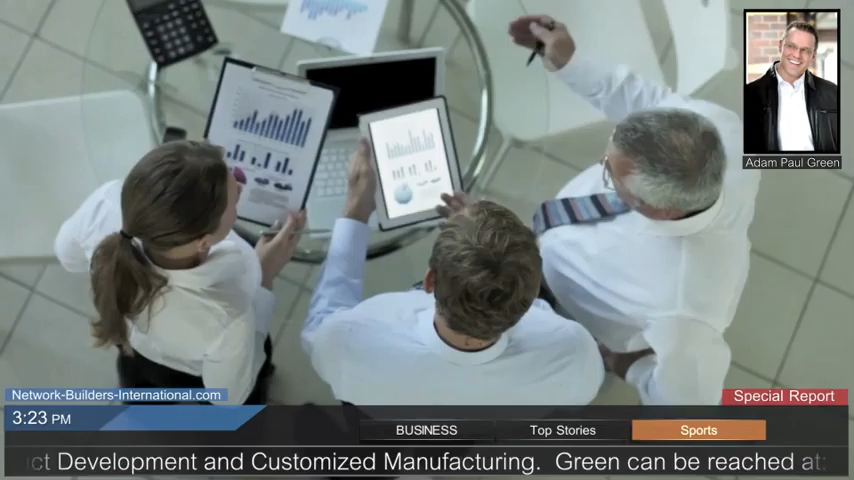 Adam Paul Green
Network-Builders-International.com
Special Report
3:23 PM
BUSINESS
Top Stories
Sports
ct Development and Customized Manufacturing.  Green can be reached at: